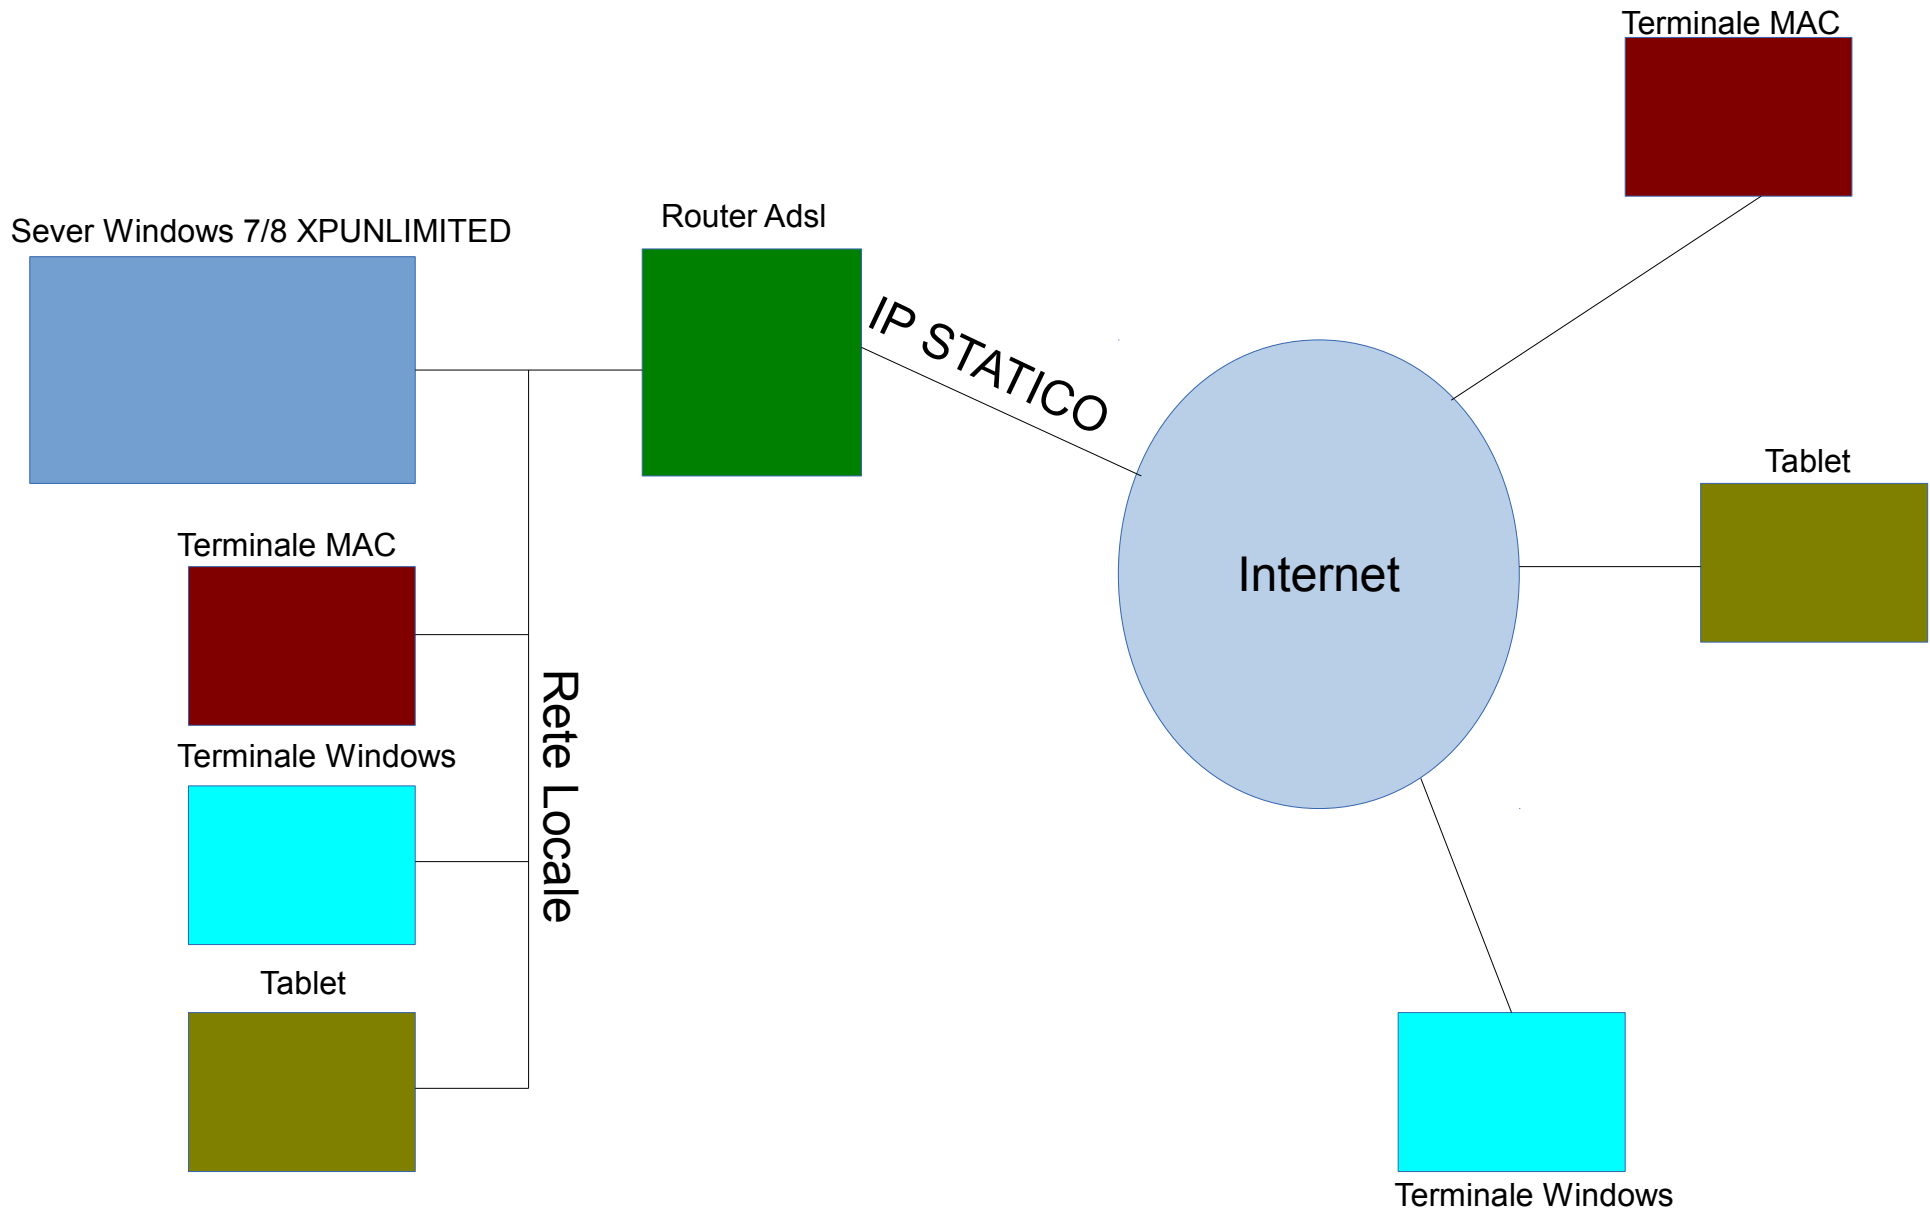 Terminale MAC
Sever Windows 7/8 XPUNLIMITED
Router Adsl
IP STATICO
Tablet
Internet
Terminale MAC
Rete Locale
Terminale Windows
Tablet
Terminale Windows